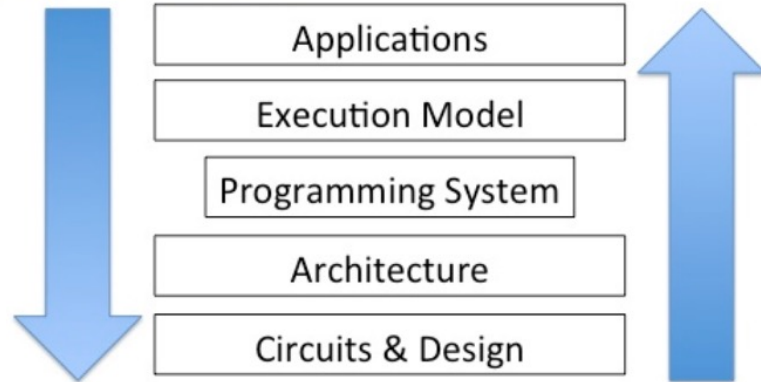 Applications
Execution Model
Programming System
Architecture
Circuits & Design